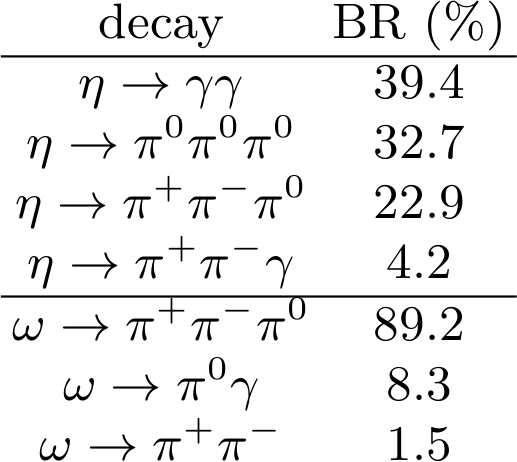 decay BR (%)
η → γγ 39.4
η → π⁰π⁰π⁰ 32.7
η → π⁺π⁻π⁰ 22.9
η → π⁺π⁻γ 4.2
ω → π⁺π⁻π⁰ 89.2
ω → π⁰γ 8.3
ω → π⁺π⁻ 1.5